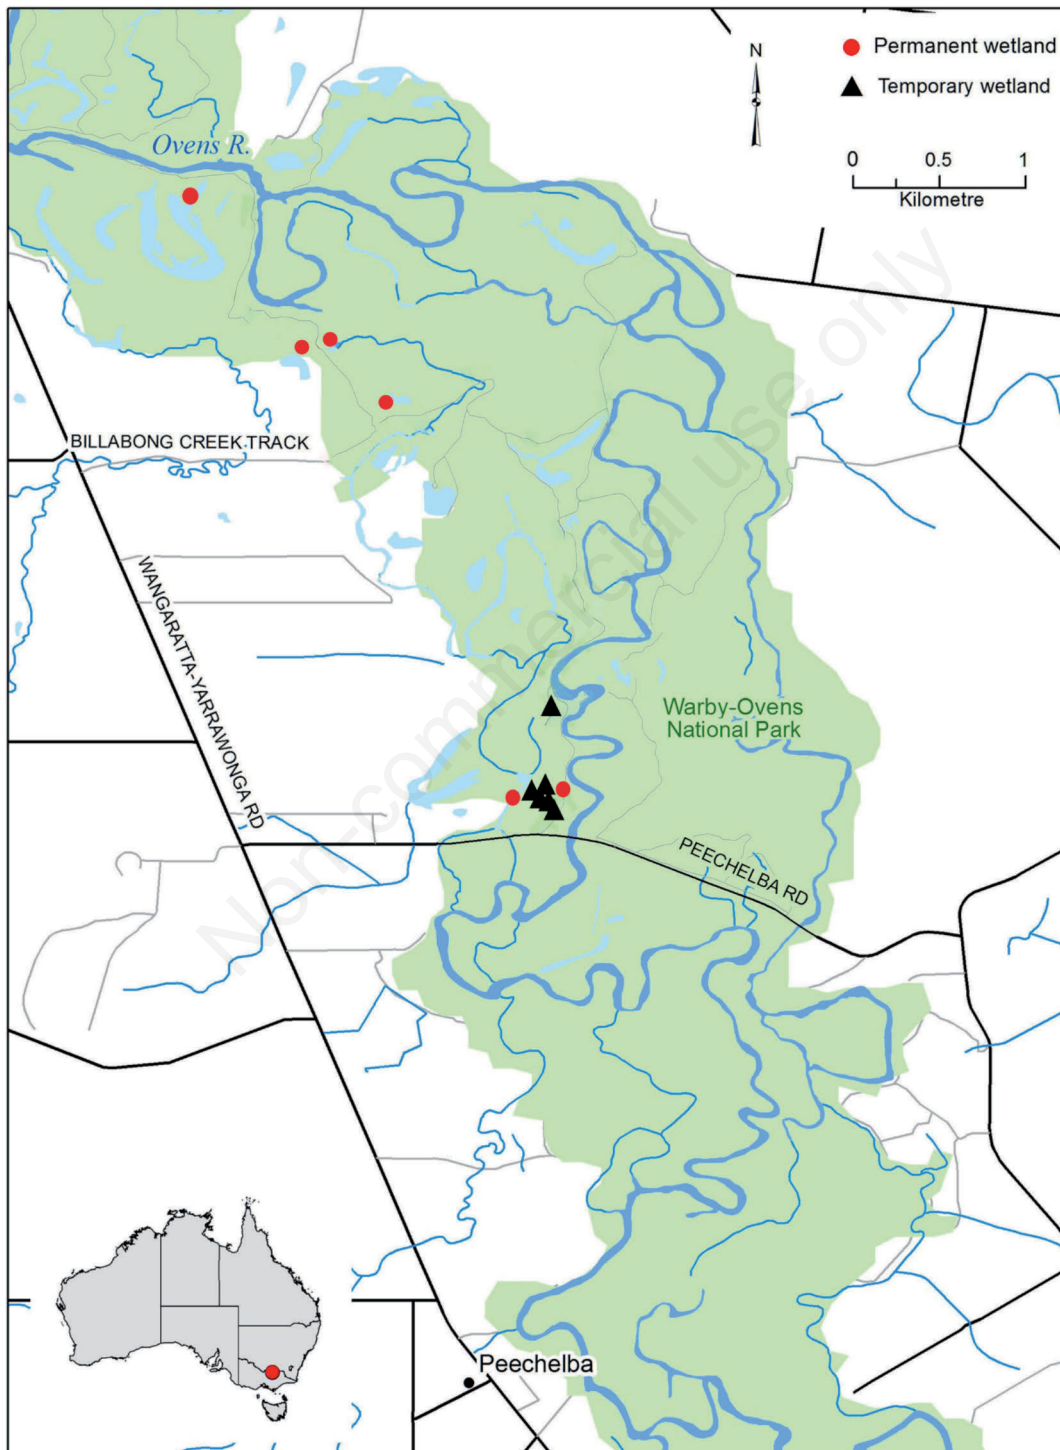 N
Permanent wetland
Temporary wetland
0 0.5 1
Kilometre
Ovens R.
BILLABONG CREEK TRACK
WANGARATTA-YARRAWONGA RD
Warby-Ovens
National Park
PEECHELBA RD
Peechelba
Non-commercial use only